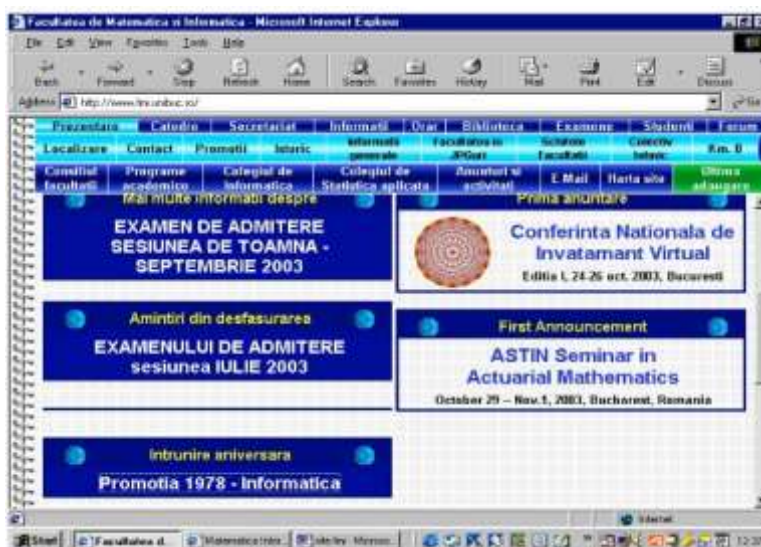 Facultatea de Matematica si Informatica - Microsoft Internet Explorer
File Edit View Favorites Tools Help
Back Forward Stop Refresh Home Search Favorites History Mail Print Edit Discuss
Address http://www.fmi.unibuc.ro/
Prezentare Catedre Secretariat Informatii Orar Biblioteca Examene Studenti Forum
Localizare Contact Promotii Istoric Informatii generale Facultatea in JPGuri Colectiv Istoric Km. 0
Consiliul facultatii Programe academice Colegiul de Informatica Colegiul de Statistica aplicata Anunturi si activitati E Mail Harta site Ultima adaugare
Mai multe informatii despre
EXAMEN DE ADMITERE
SESIUNEA DE TOAMNA -
SEPTEMBRIE 2003
Prima anuntare
Conferinta Nationala de
Invatamant Virtual
Editia I, 24-26 oct. 2003, Bucuresti
Amintiri din desfasurarea
EXAMENULUI DE ADMITERE
sesiunea IULIE 2003
First Announcement
ASTIN Seminar in
Actuarial Mathematics
October 29 – Nov.1, 2003, Bucharest, Romania
Intrunire aniversara
Promotia 1978 - Informatica
Internet
Start Facultatea d...